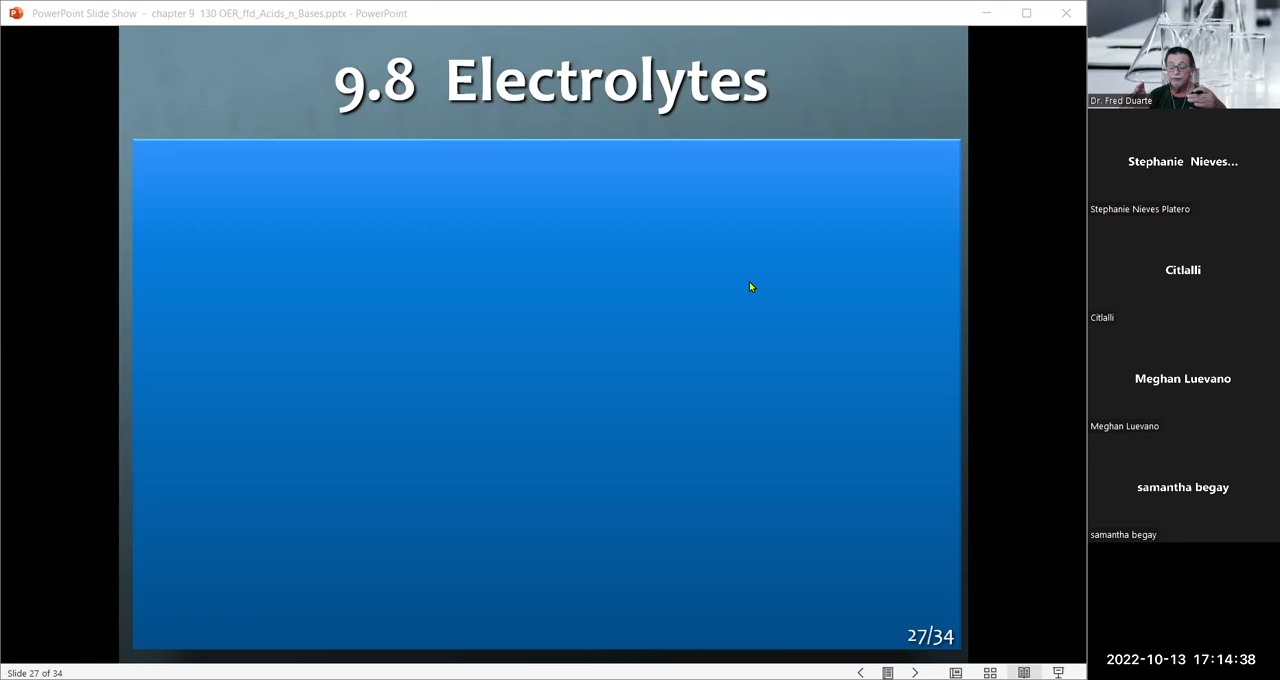 PowerPoint Slide Show - chapter 9 130 OER_ffd_Acids_n_Bases.pptx - PowerPoint
9.8 Electrolytes
27/34
Slide 27 of 34
Dr. Fred Duarte
Stephanie Nieves...
Stephanie Nieves Platero
Citlalli
Citlalli
Meghan Luevano
Meghan Luevano
samantha begay
samantha begay
2022-10-13 17:14:38